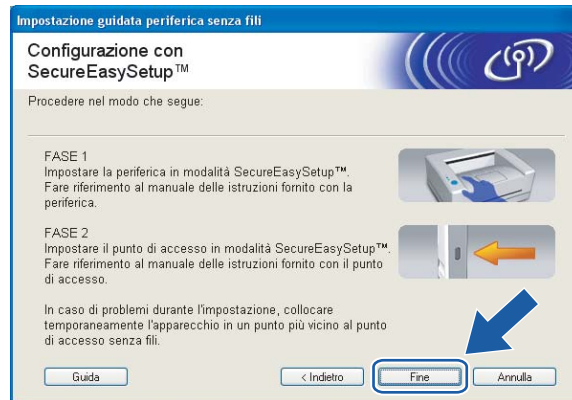 Impostazione guidata periferica senza fili
Configurazione con
SecureEasySetup™
Procedere nel modo che segue:
FASE 1
Impostare la periferica in modalità SecureEasySetup™.
Fare riferimento al manuale delle istruzioni fornito con la
periferica.
FASE 2
Impostare il punto di accesso in modalità SecureEasySetup™.
Fare riferimento al manuale delle istruzioni fornito con il punto
di accesso.
In caso di problemi durante l'impostazione, collocare
temporaneamente l'apparecchio in un punto più vicino al punto
di accesso senza fili.
Guida
< Indietro
Fine
Annulla